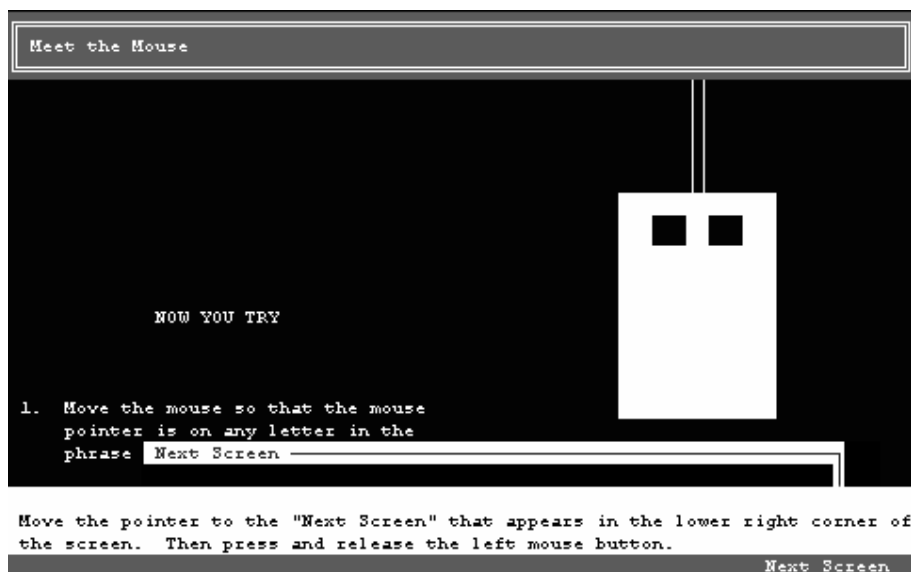 Meet the Mouse
NOW YOU TRY
1. Move the mouse so that the mouse
pointer is on any letter in the
phrase Next Screen
Move the pointer to the "Next Screen" that appears in the lower right corner of
the screen. Then press and release the left mouse button.
Next Screen